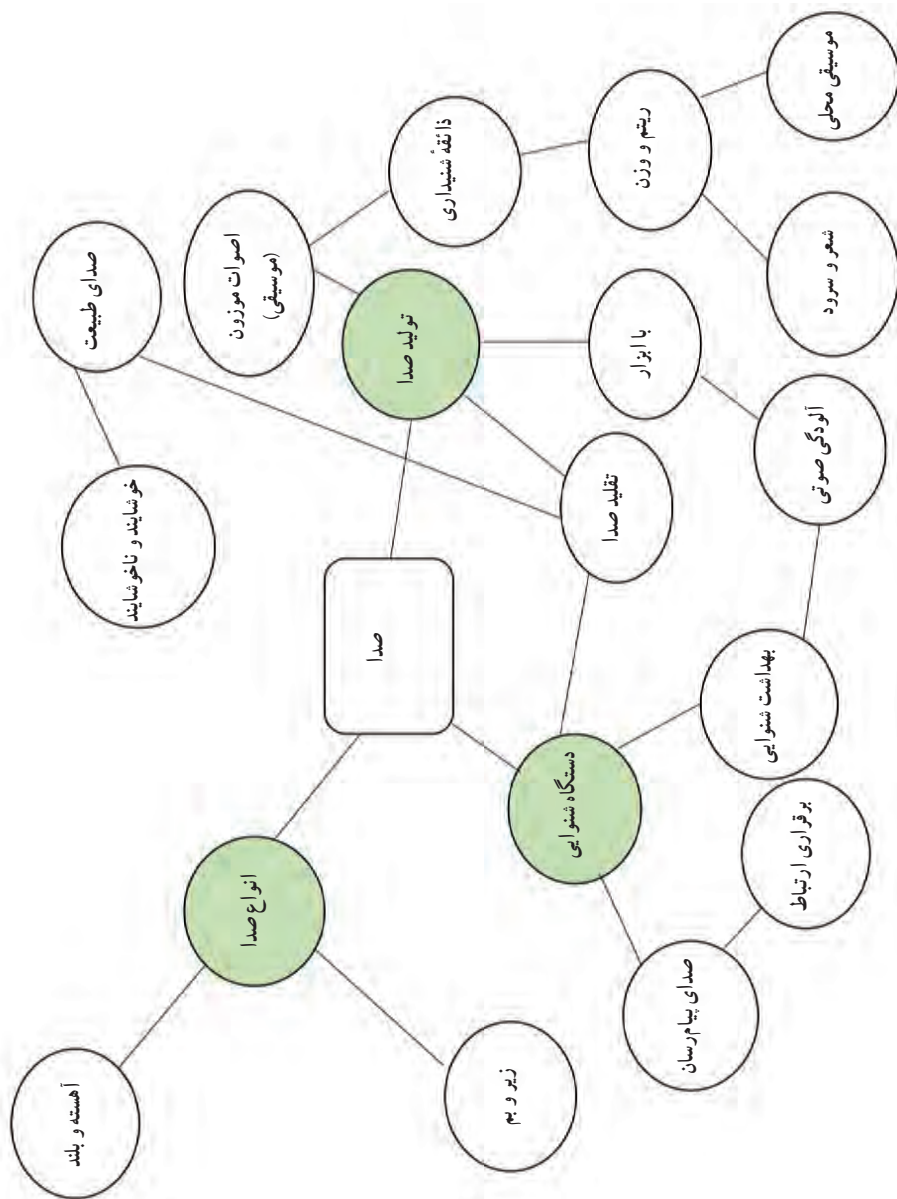 صدای طبیعت
خوشایند و ناخوشایند
آهسته و بلند
اصوات موزون
(موسیقی)
انواع صدا
ذائقهٔ شنیداری
تولید صدا
صدا
زیر و بم
ریتم و وزن
با ابزار
تقلید صدا
دستگاه شنوایی
صدای پیام‌رسان
موسیقی محلی
شعر و سرود
آلودگی صوتی
بهداشت شنوایی
برقراری ارتباط